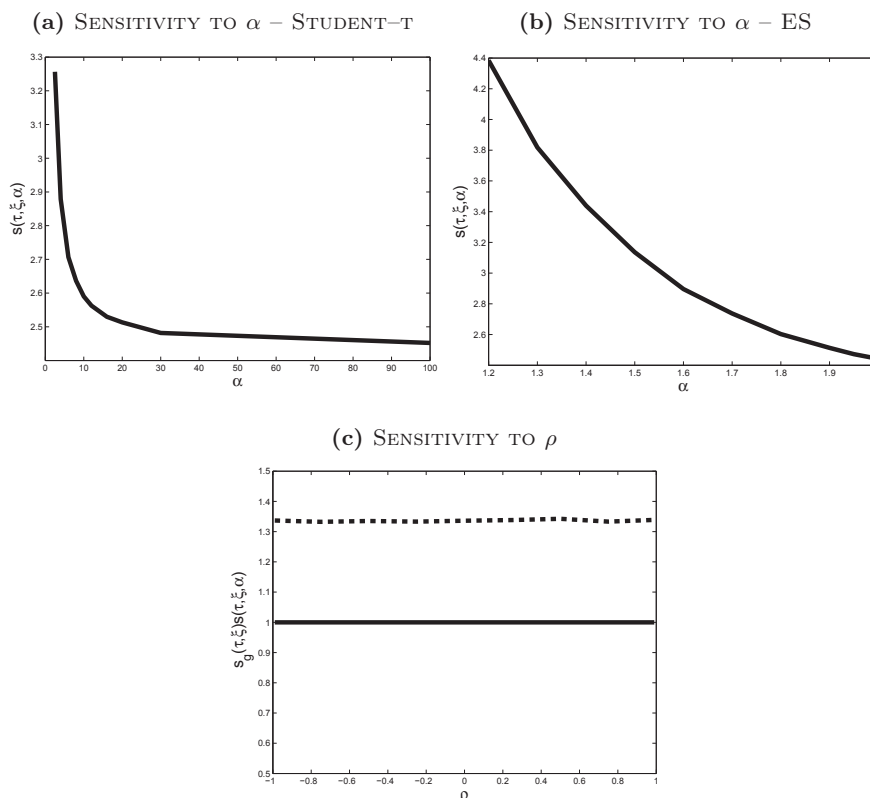 (a) SENSITIVITY TO α – STUDENT–T
(b) SENSITIVITY TO α – ES
3.3
3.2
3.1
3
2.9
2.8
2.7
2.6
2.5
s(τ,ξ,α)
0 10 20 30 40 50 60 70 80 90 100
α
4.4
4.2
4
3.8
3.6
3.4
3.2
3
2.8
2.6
s(τ,ξ,α)
1.2 1.3 1.4 1.5 1.6 1.7 1.8 1.9 2
α
(c) SENSITIVITY TO ρ
1.5
1.4
1.3
1.2
1.1
1
0.9
0.8
0.7
0.6
0.5
s_g(τ,ξ)s(τ,ξ,α)
−1 −0.8 −0.6 −0.4 −0.2 0 0.2 0.4 0.6 0.8 1
ρ